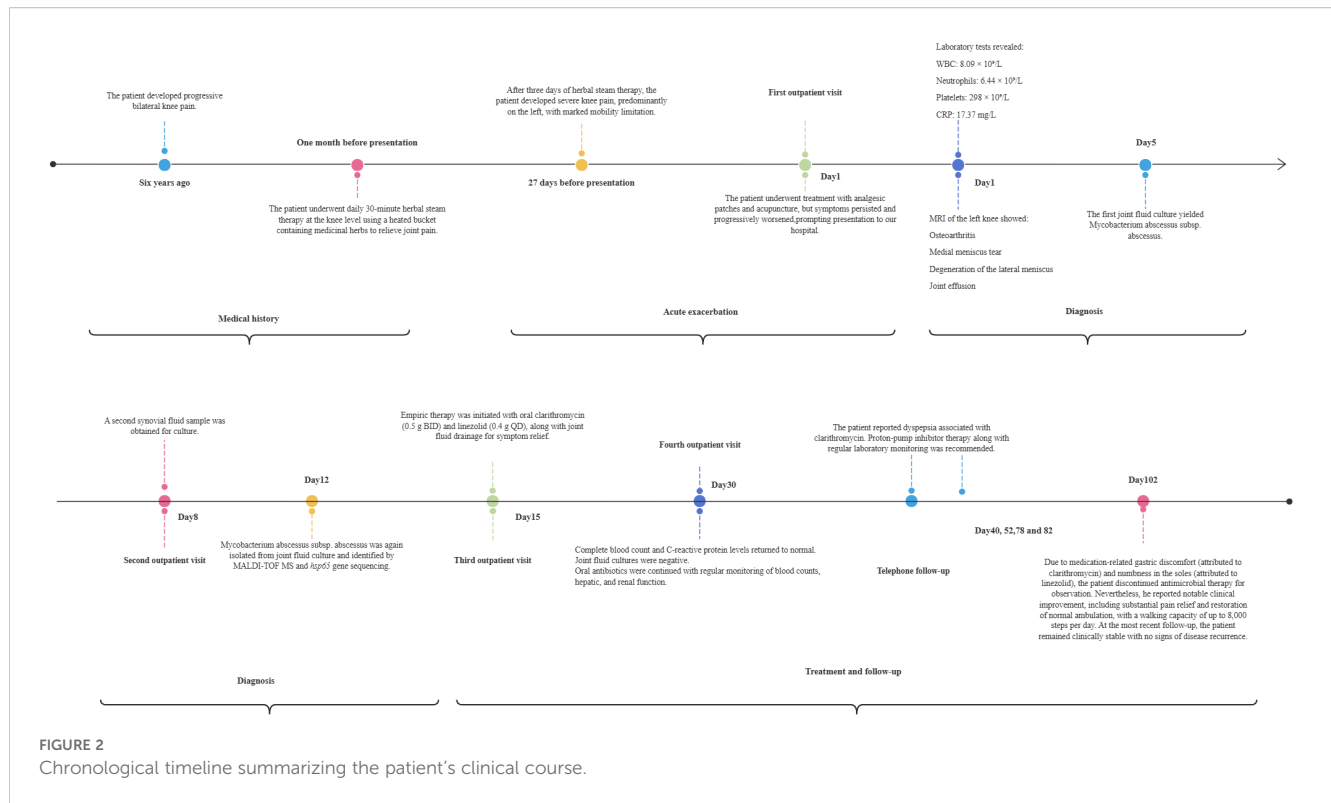 The patient developed progressive
bilateral knee pain.
Six years ago
One month before presentation
The patient underwent daily 30-minute herbal steam
therapy at the knee level using a heated bucket
containing medicinal herbs to relieve joint pain.
After three days of herbal steam therapy, the
patient developed severe knee pain, predominantly
on the left, with marked mobility limitation.
27 days before presentation
First outpatient visit
Day1
The patient underwent treatment with analgesic
patches and acupuncture, but symptoms persisted and
progressively worsened,prompting presentation to our
hospital.
Laboratory tests revealed:
WBC: 8.09 × 10⁹/L
Neutrophils: 6.44 × 10⁹/L
Platelets: 298 × 10⁹/L
CRP: 17.37 mg/L
Day1
MRI of the left knee showed:
Osteoarthritis
Medial meniscus tear
Degeneration of the lateral meniscus
Joint effusion
Day5
The first joint fluid culture yielded
Mycobacterium abscessus subsp.
abscessus.
Medical history
Acute exacerbation
Diagnosis
A second synovial fluid sample was
obtained for culture.
Day8
Second outpatient visit
Day12
Mycobacterium abscessus subsp. abscessus was again
isolated from joint fluid culture and identified by
MALDI-TOF MS and hsp65 gene sequencing.
Empiric therapy was initiated with oral clarithromycin
(0.5 g BID) and linezolid (0.4 g QD), along with joint
fluid drainage for symptom relief.
Day15
Third outpatient visit
Fourth outpatient visit
Day30
Complete blood count and C-reactive protein levels returned to normal.
Joint fluid cultures were negative.
Oral antibiotics were continued with regular monitoring of blood counts,
hepatic, and renal function.
The patient reported dyspepsia associated with
clarithromycin. Proton-pump inhibitor therapy along with
regular laboratory monitoring was recommended.
Day40, 52,78 and 82
Telephone follow-up
Day102
Due to medication-related gastric discomfort (attributed to
clarithromycin) and numbness in the soles (attributed to
linezolid), the patient discontinued antimicrobial therapy for
observation. Nevertheless, he reported notable clinical
improvement, including substantial pain relief and restoration
of normal ambulation, with a walking capacity of up to 8,000
steps per day. At the most recent follow-up, the patient
remained clinically stable with no signs of disease recurrence.
Diagnosis
Treatment and follow-up
FIGURE 2
Chronological timeline summarizing the patient's clinical course.